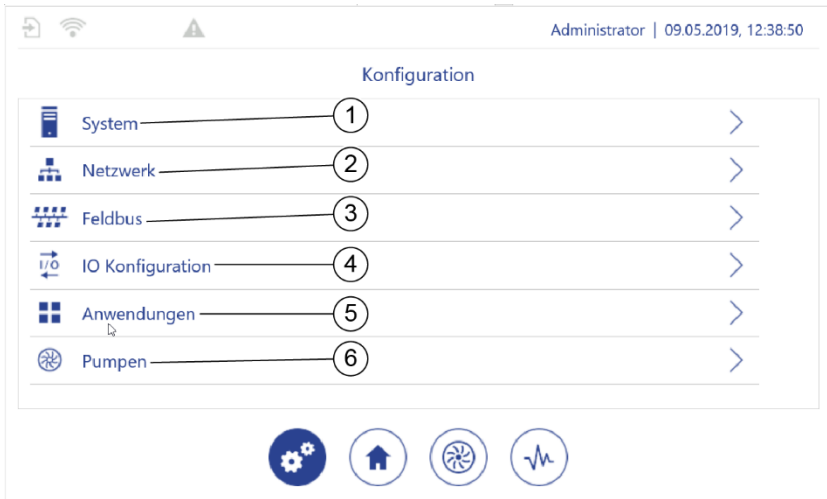 Administrator | 09.05.2019, 12:38:50
Konfiguration
System 1
Netzwerk 2
Feldbus 3
I/O IO Konfiguration 4
Anwendungen 5
Pumpen 6